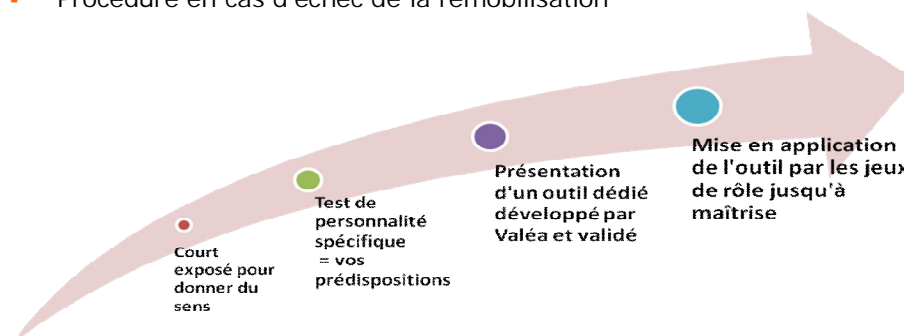 Procédure en cas d'échec de la remobilisation
Court
exposé pour
donner du
sens
Test de
personnalité
spécifique
= vos
prédispositions
Présentation
d'un outil dédié
développé par
Valéa et validé
Mise en application
de l'outil par les jeux
de rôle jusqu'à
maîtrise